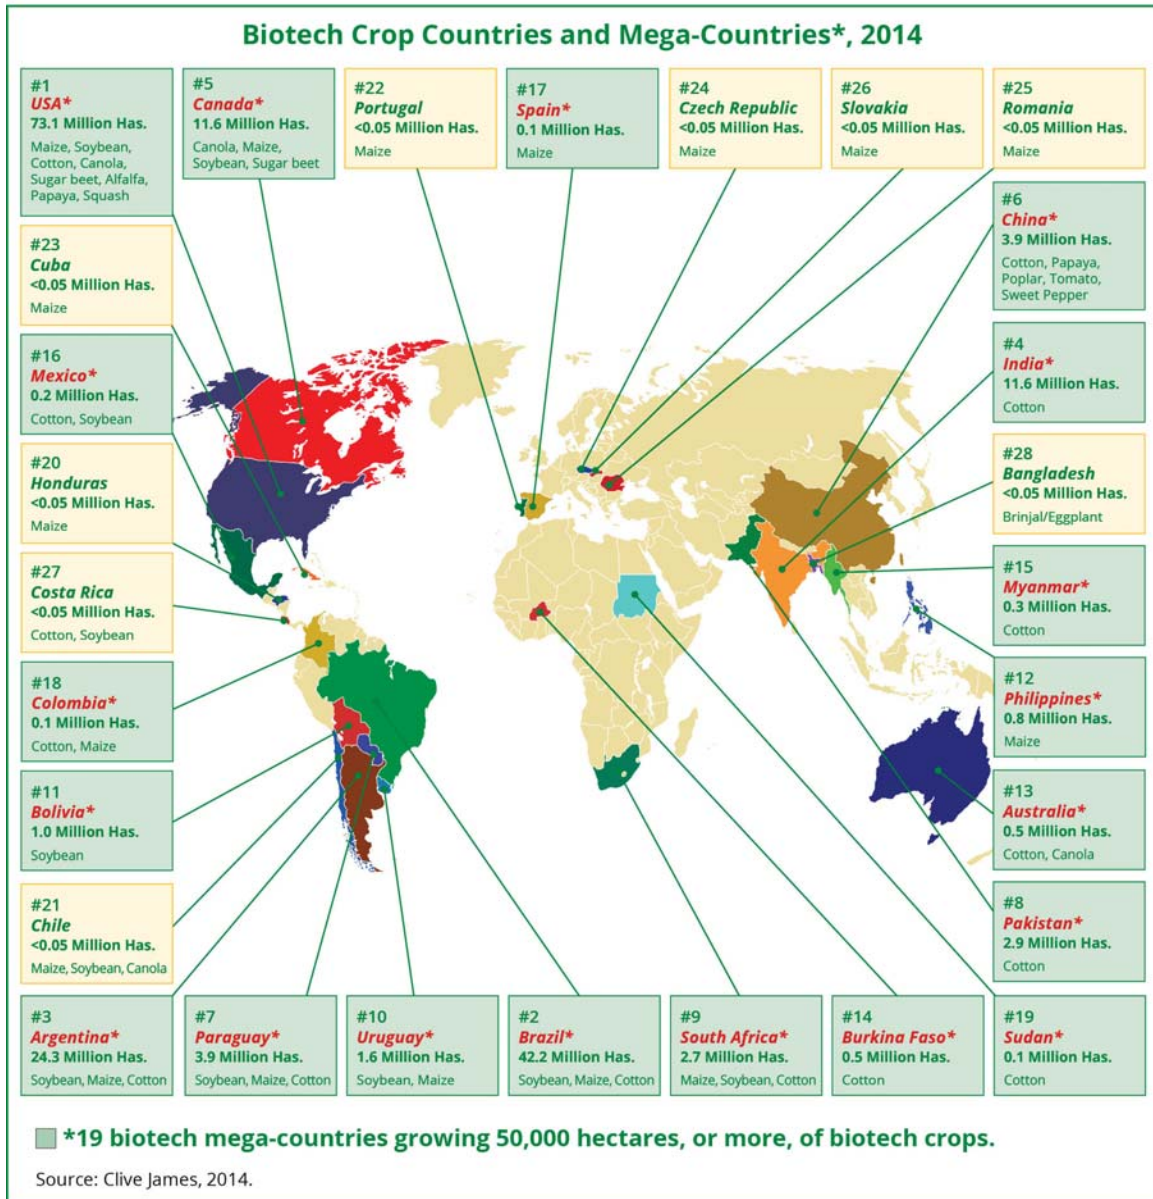 Biotech Crop Countries and Mega-Countries*, 2014
#1
USA*
73.1 Million Has.
Maize, Soybean,
Cotton, Canola,
Sugar beet, Alfalfa,
Papaya, Squash
#5
Canada*
11.6 Million Has.
Canola, Maize,
Soybean, Sugar beet
#22
Portugal
<0.05 Million Has.
Maize
#17
Spain*
0.1 Million Has.
Maize
#24
Czech Republic
<0.05 Million Has.
Maize
#26
Slovakia
<0.05 Million Has.
Maize
#25
Romania
<0.05 Million Has.
Maize
#23
Cuba
<0.05 Million Has.
Maize
#16
Mexico*
0.2 Million Has.
Cotton, Soybean
#20
Honduras
<0.05 Million Has.
Maize
#27
Costa Rica
<0.05 Million Has.
Cotton, Soybean
#18
Colombia*
0.1 Million Has.
Cotton, Maize
#11
Bolivia*
1.0 Million Has.
Soybean
#21
Chile
<0.05 Million Has.
Maize, Soybean, Canola
#6
China*
3.9 Million Has.
Cotton, Papaya,
Poplar, Tomato,
Sweet Pepper
#4
India*
11.6 Million Has.
Cotton
#28
Bangladesh
<0.05 Million Has.
Brinjal/Eggplant
#15
Myanmar*
0.3 Million Has.
Cotton
#12
Philippines*
0.8 Million Has.
Maize
#13
Australia*
0.5 Million Has.
Cotton, Canola
#8
Pakistan*
2.9 Million Has.
Cotton
#3
Argentina*
24.3 Million Has.
Soybean, Maize, Cotton
#7
Paraguay*
3.9 Million Has.
Soybean, Maize, Cotton
#10
Uruguay*
1.6 Million Has.
Soybean, Maize
#2
Brazil*
42.2 Million Has.
Soybean, Maize, Cotton
#9
South Africa*
2.7 Million Has.
Maize, Soybean, Cotton
#14
Burkina Faso*
0.5 Million Has.
Cotton
#19
Sudan*
0.1 Million Has.
Cotton
*19 biotech mega-countries growing 50,000 hectares, or more, of biotech crops.
Source: Clive James, 2014.